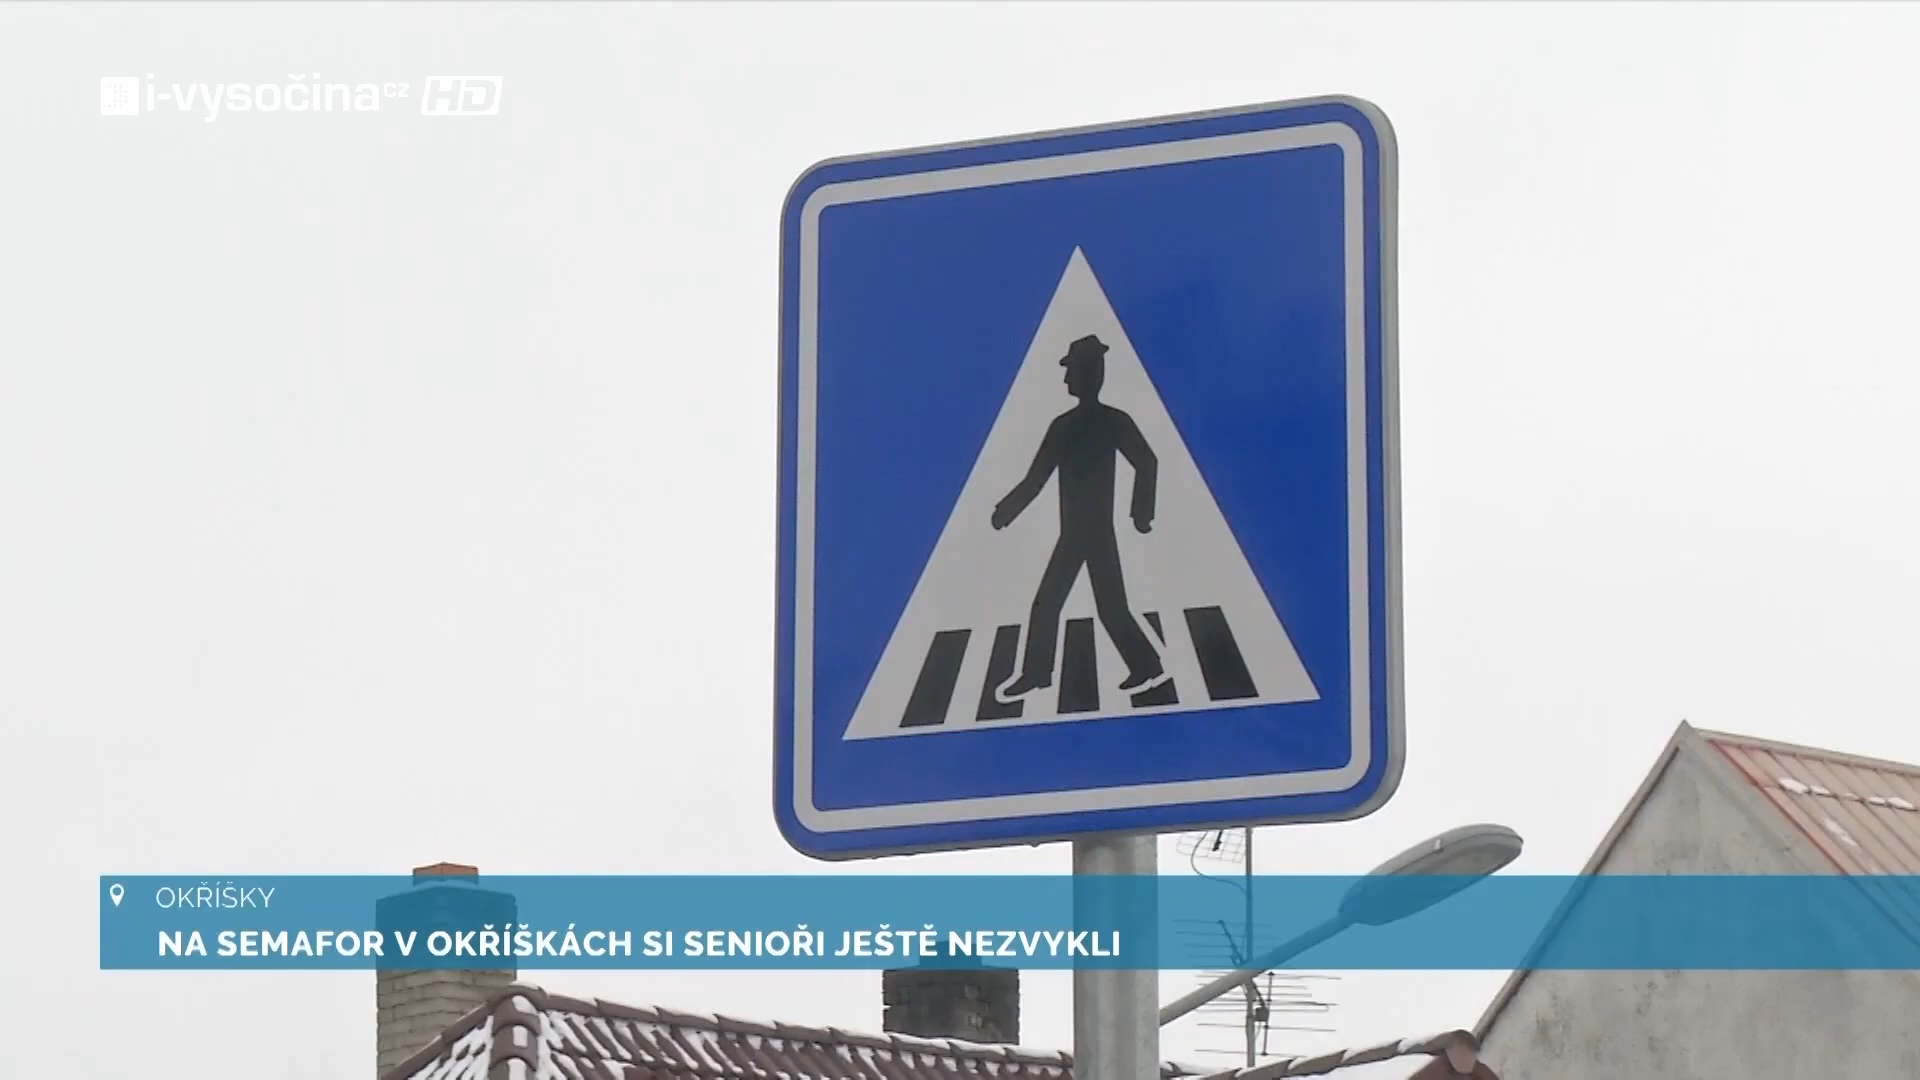 i-vysočina.cz HD
OKŘÍŠKY
NA SEMAFOR V OKŘÍŠKÁCH SI SENIOŘI JEŠTĚ NEZVYKLI